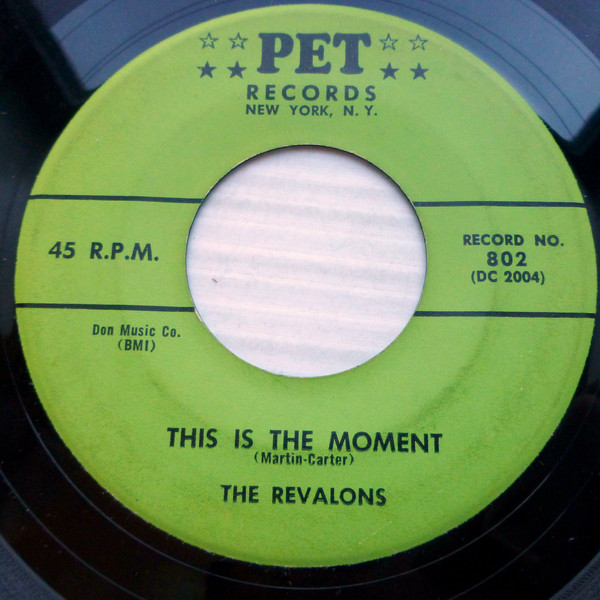 ☆☆ PET ☆☆
★★ ★★
RECORDS
NEW YORK, N. Y.
45 R.P.M.
RECORD NO.
802
(DC 2004)
Don Music Co.
(BMI)
THIS IS THE MOMENT
(Martin-Carter)
THE REVALONS